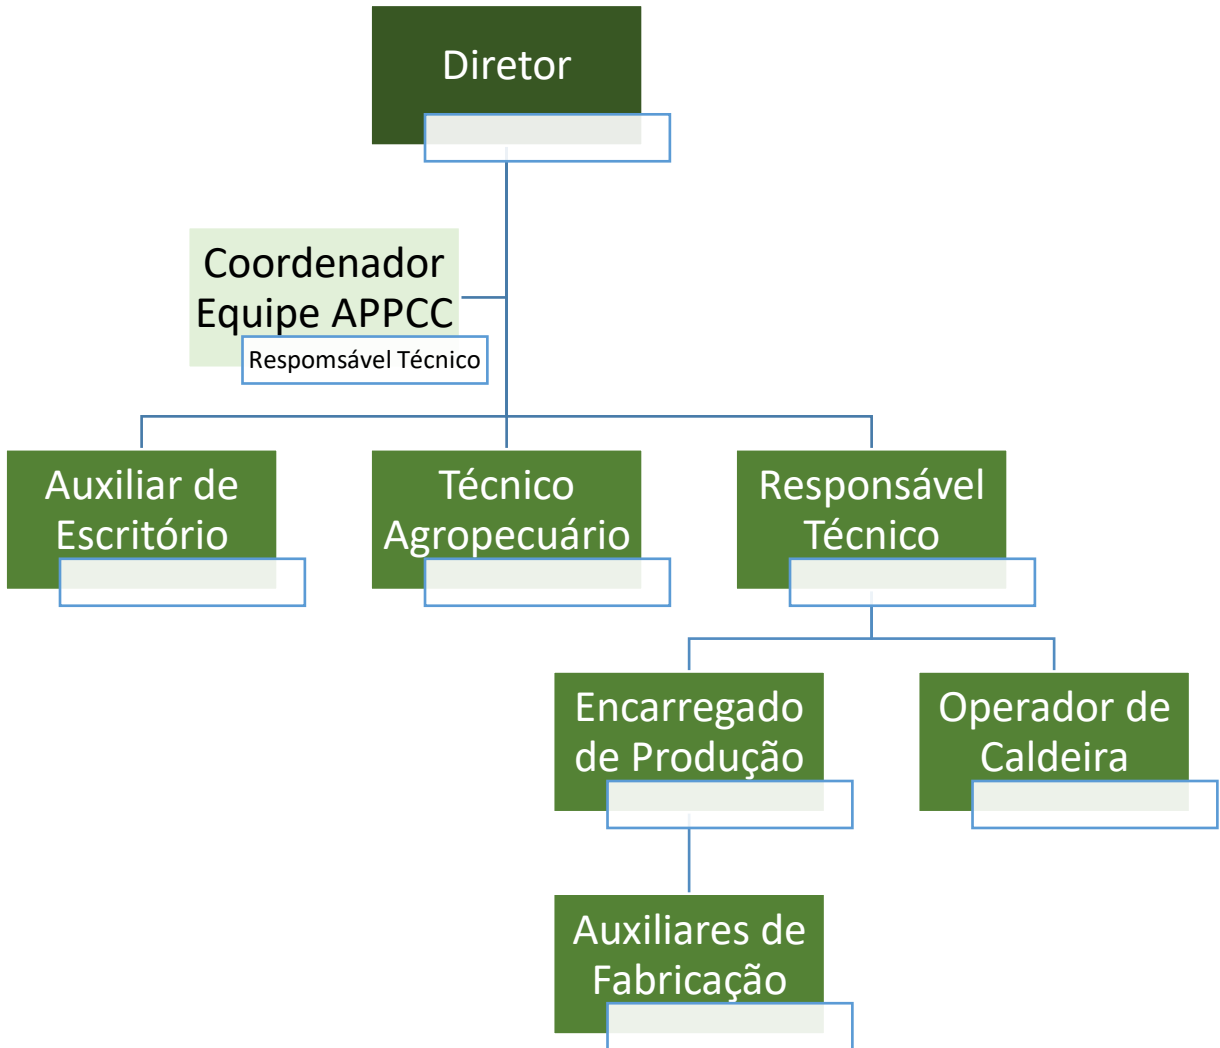 Diretor
Coordenador
Equipe APPCC
Respomsável Técnico
Auxiliar de
Escritório
Técnico
Agropecuário
Responsável
Técnico
Encarregado
de Produção
Operador de
Caldeira
Auxiliares de
Fabricação